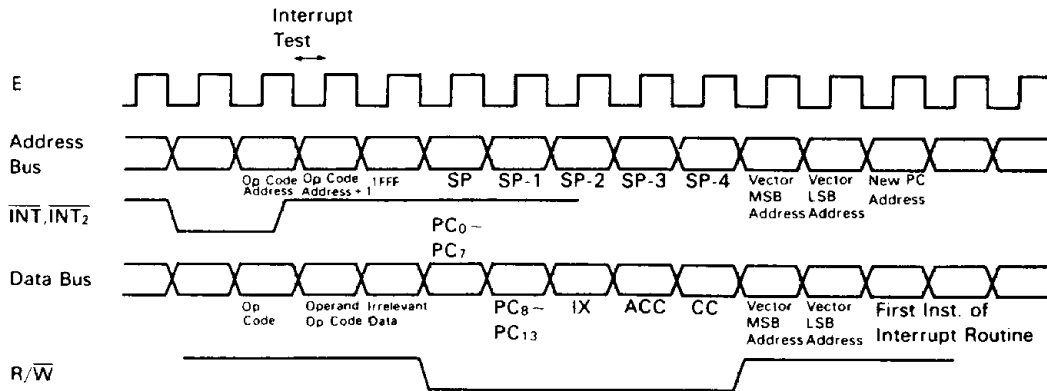 Interrupt
Test
E
Address
Bus
Op Code
Address
Op Code
Address + 1
1FFF
SP
SP-1
SP-2
SP-3
SP-4
Vector
MSB
Address
Vector
LSB
Address
New PC
Address
INT, INT2
PC0~
PC7
Data Bus
Op
Code
Operand
Op Code
Irrelevant
Data
PC8~
PC13
IX
ACC
CC
Vector
MSB
Address
Vector
LSB
Address
First Inst. of
Interrupt Routine
R/W